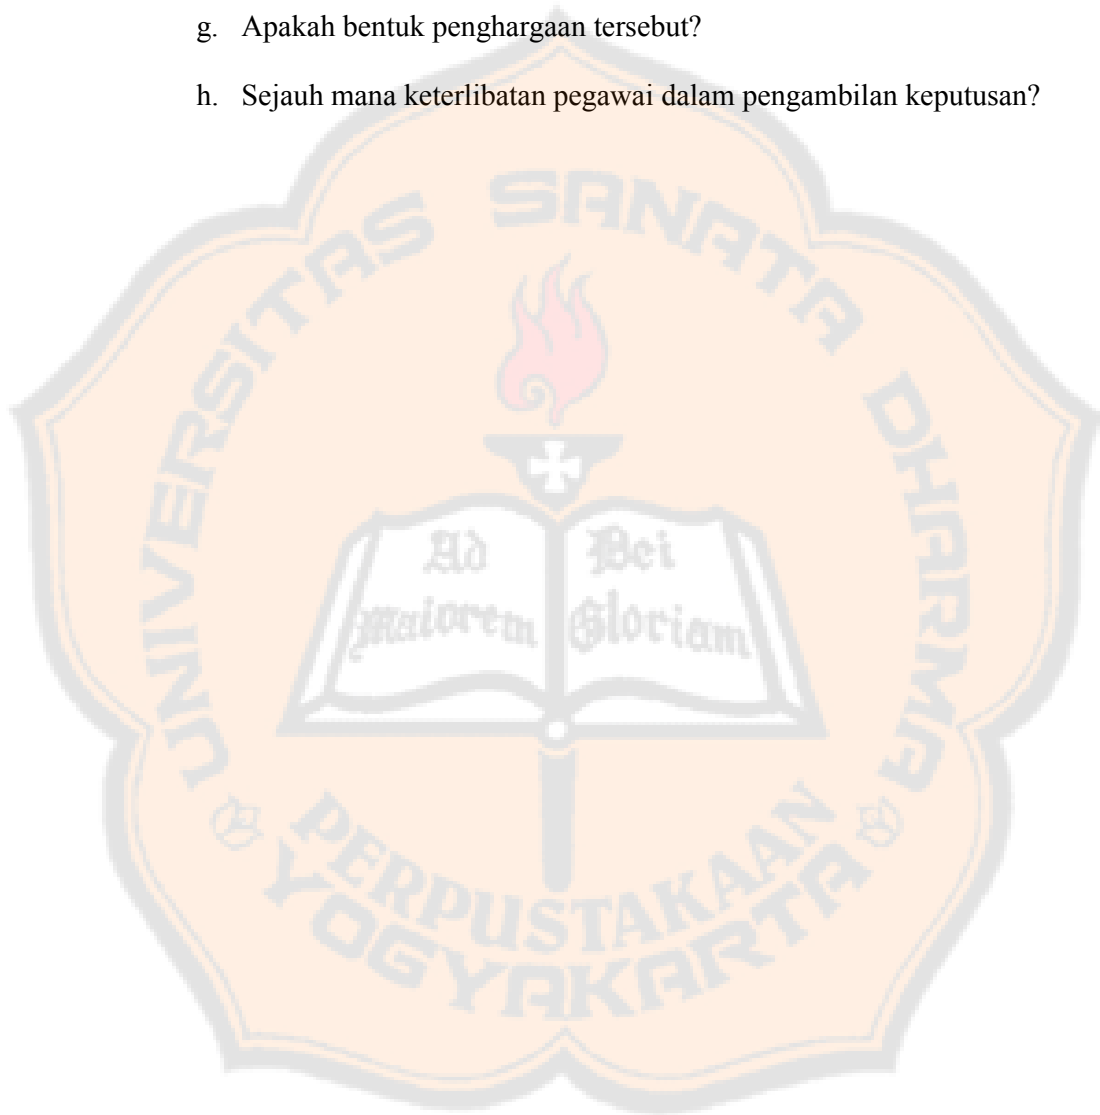 g. Apakah bentuk penghargaan tersebut?
h. Sejauh mana keterlibatan pegawai dalam pengambilan keputusan?
UNIVERSITAS SANATA DHARMA
Ad Dei
maiorem Gloriam
PERPUSTAKAAN
YOGYAKARTA